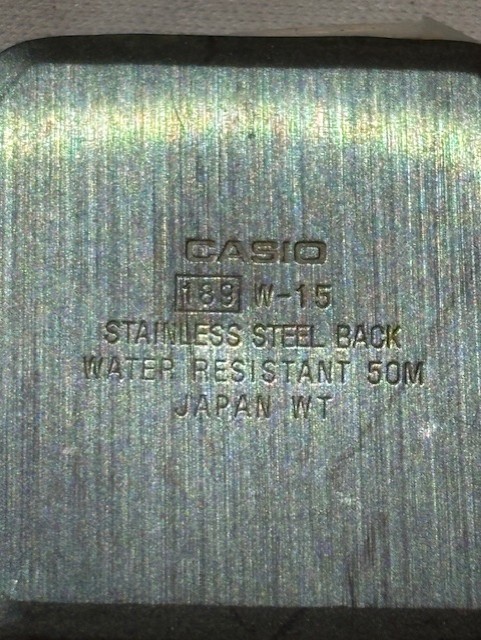 CASIO
189 W-15
STAINLESS STEEL BACK
WATER RESISTANT 50M
JAPAN WT